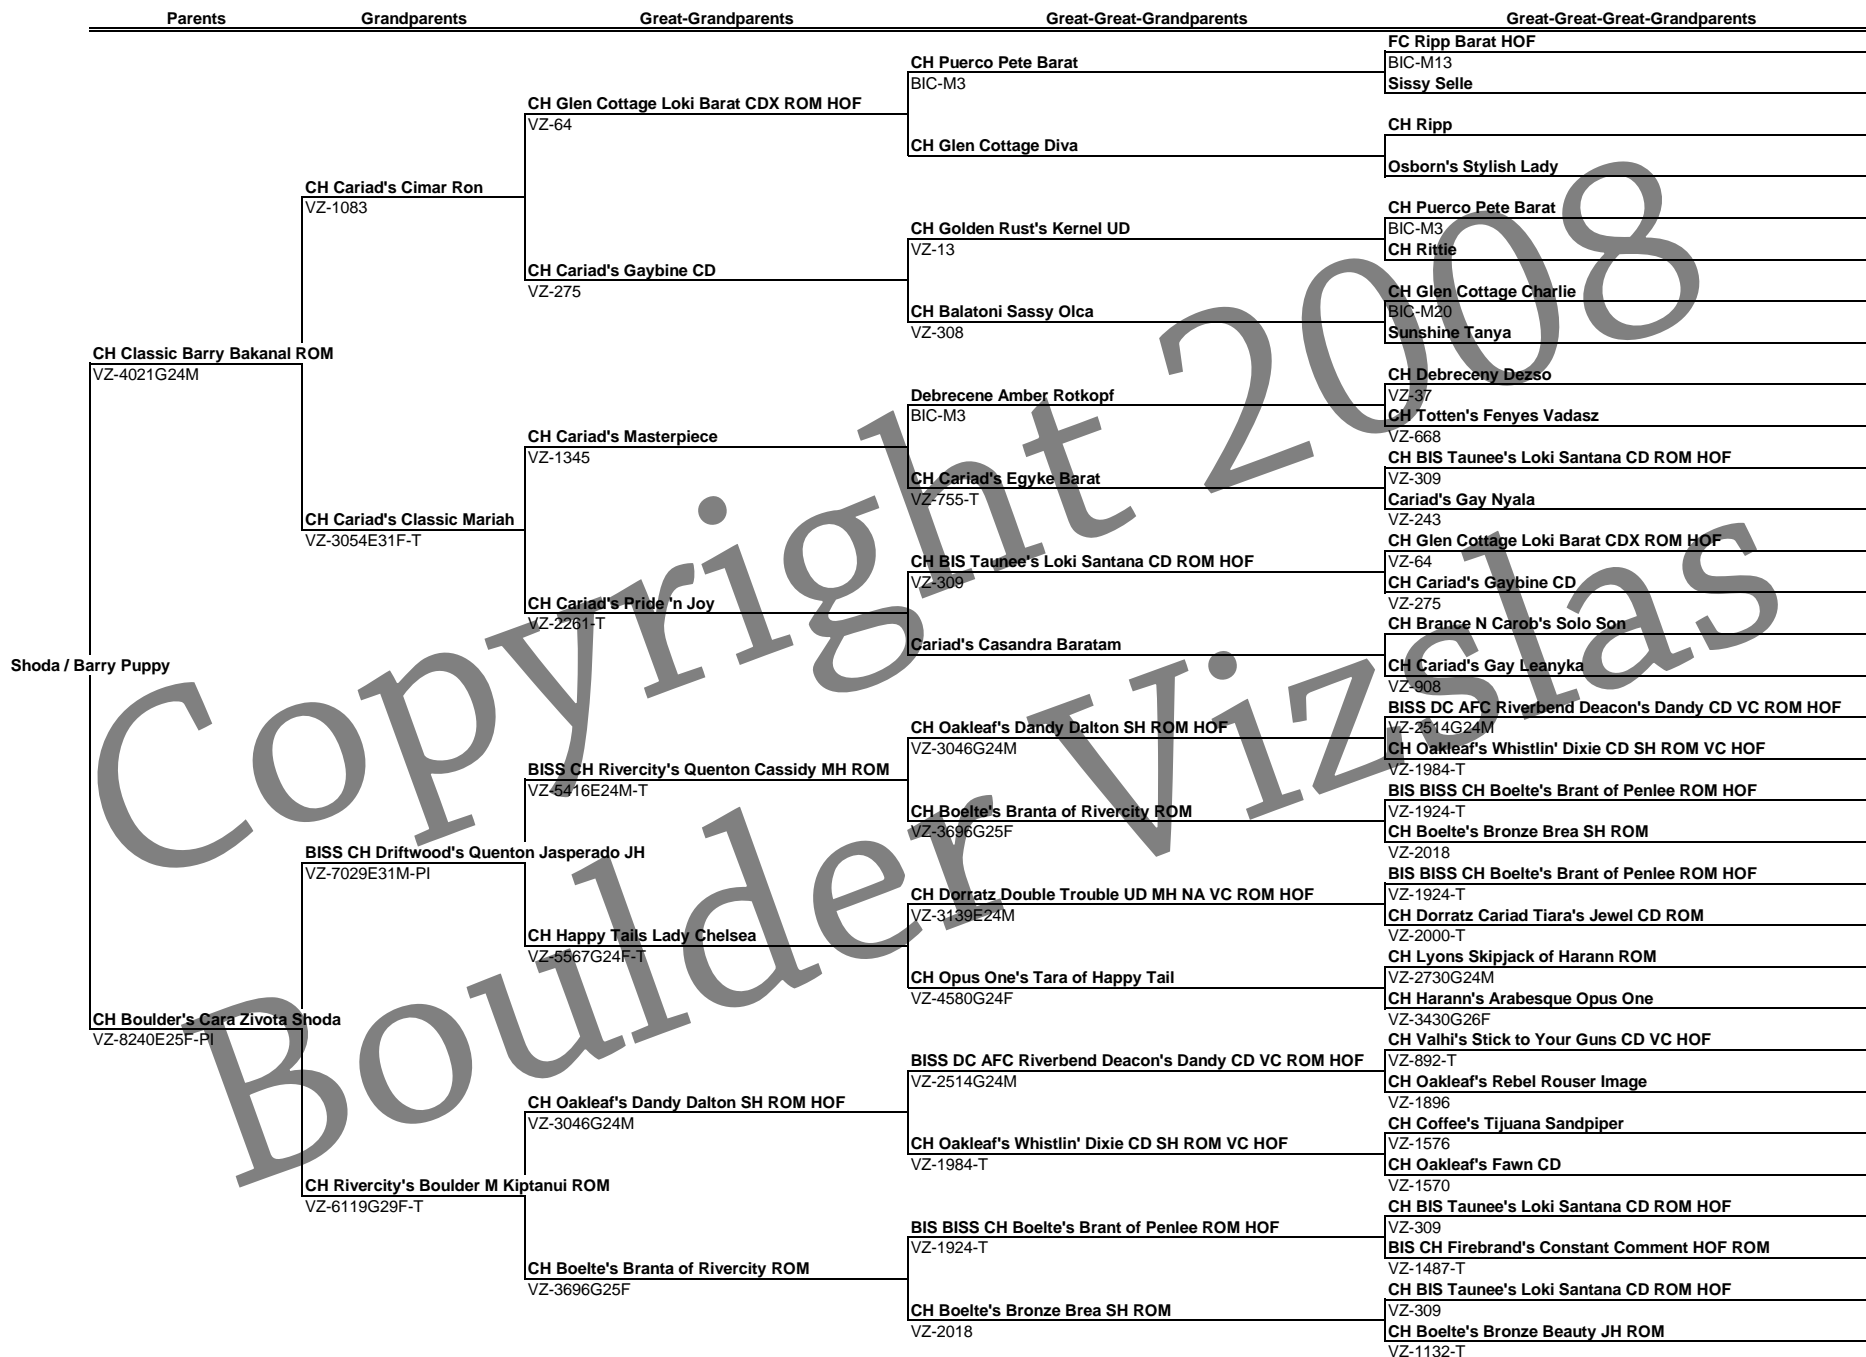 Parents Grandparents Great-Grandparents Great-Great-Grandparents Great-Great-Great-Grandparents
FC Ripp Barat HOF
CH Puerco Pete Barat
BIC-M13
BIC-M3
Sissy Selle
CH Glen Cottage Loki Barat CDX ROM HOF
VZ-64
CH Ripp
CH Glen Cottage Diva
Osborn's Stylish Lady
CH Cariad's Cimar Ron
VZ-1083
CH Puerco Pete Barat
CH Golden Rust's Kernel UD
BIC-M3
VZ-13
CH Rittie
CH Cariad's Gaybine CD
VZ-275
CH Glen Cottage Charlie
CH Balatoni Sassy Olca
BIC-M20
VZ-308
Sunshine Tanya
CH Classic Barry Bakanal ROM
VZ-4021G24M
CH Debreceny Dezso
Debrecene Amber Rotkopf
VZ-37
BIC-M3
CH Totten's Fenyes Vadasz
CH Cariad's Masterpiece
VZ-668
VZ-1345
CH BIS Taunee's Loki Santana CD ROM HOF
CH Cariad's Egyke Barat
VZ-309
VZ-755-T
Cariad's Gay Nyala
CH Cariad's Classic Mariah
VZ-243
VZ-3054E31F-T
CH Glen Cottage Loki Barat CDX ROM HOF
CH BIS Taunee's Loki Santana CD ROM HOF
VZ-64
VZ-309
CH Cariad's Gaybine CD
CH Cariad's Pride 'n Joy
VZ-275
VZ-2261-T
CH Brance N Carob's Solo Son
Cariad's Casandra Baratam
Shoda / Barry Puppy
CH Cariad's Gay Leanyka
VZ-908
BISS DC AFC Riverbend Deacon's Dandy CD VC ROM HOF
CH Oakleaf's Dandy Dalton SH ROM HOF
VZ-2514G24M
VZ-3046G24M
CH Oakleaf's Whistlin' Dixie CD SH ROM VC HOF
BISS CH Rivercity's Quenton Cassidy MH ROM
VZ-1984-T
VZ-5416E24M-T
BIS BISS CH Boelte's Brant of Penlee ROM HOF
CH Boelte's Branta of Rivercity ROM
VZ-1924-T
VZ-3696G25F
CH Boelte's Bronze Brea SH ROM
BISS CH Driftwood's Quenton Jasperado JH
VZ-2018
VZ-7029E31M-PI
BIS BISS CH Boelte's Brant of Penlee ROM HOF
CH Dorratz Double Trouble UD MH NA VC ROM HOF
VZ-1924-T
VZ-3139E24M
CH Dorratz Cariad Tiara's Jewel CD ROM
CH Happy Tails Lady Chelsea
VZ-2000-T
VZ-5567G24F-T
CH Lyons Skipjack of Harann ROM
CH Opus One's Tara of Happy Tail
VZ-2730G24M
VZ-4580G24F
CH Harann's Arabesque Opus One
CH Boulder's Cara Zivota Shoda
VZ-3430G26F
VZ-8240E25F-PI
CH Valhi's Stick to Your Guns CD VC HOF
BISS DC AFC Riverbend Deacon's Dandy CD VC ROM HOF
VZ-892-T
VZ-2514G24M
CH Oakleaf's Rebel Rouser Image
CH Oakleaf's Dandy Dalton SH ROM HOF
VZ-1896
VZ-3046G24M
CH Coffee's Tijuana Sandpiper
CH Oakleaf's Whistlin' Dixie CD SH ROM VC HOF
VZ-1576
VZ-1984-T
CH Oakleaf's Fawn CD
CH Rivercity's Boulder M Kiptanui ROM
VZ-1570
VZ-6119G29F-T
CH BIS Taunee's Loki Santana CD ROM HOF
BIS BISS CH Boelte's Brant of Penlee ROM HOF
VZ-309
VZ-1924-T
BIS CH Firebrand's Constant Comment HOF ROM
CH Boelte's Branta of Rivercity ROM
VZ-1487-T
VZ-3696G25F
CH BIS Taunee's Loki Santana CD ROM HOF
CH Boelte's Bronze Brea SH ROM
VZ-309
VZ-2018
CH Boelte's Bronze Beauty JH ROM
VZ-1132-T
Copyright 2008
Boulder Vizslas